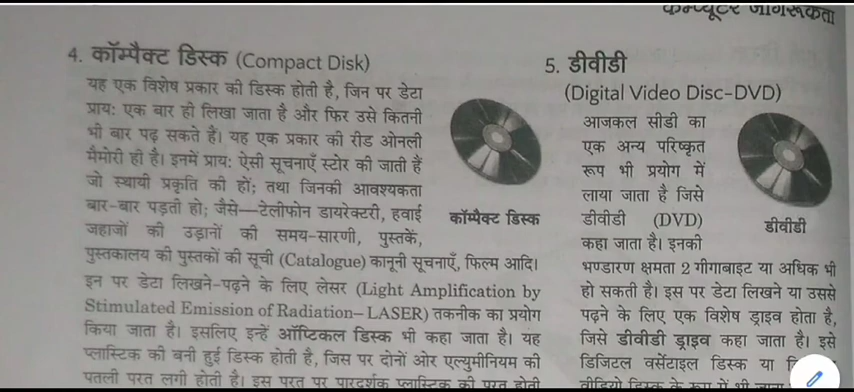 कम्प्यूटर जागरूकता
4. कॉम्पैक्ट डिस्क (Compact Disk)
यह एक विशेष प्रकार की डिस्क होती है, जिन पर डेटा
प्राय: एक बार ही लिखा जाता है और फिर उसे कितनी
भी बार पढ़ सकते हैं। यह एक प्रकार की रीड ओनली
मैमोरी ही है। इनमें प्राय: ऐसी सूचनाएँ स्टोर की जाती हैं
जो स्थायी प्रकृति की हों; तथा जिनकी आवश्यकता
बार-बार पड़ती हो; जैसे—टेलीफोन डायरेक्टरी, हवाई
जहाजों की उड़ानों की समय-सारणी, पुस्तकें,
पुस्तकालय की पुस्तकों की सूची (Catalogue) कानूनी सूचनाएँ, फिल्म आदि।
इन पर डेटा लिखने-पढ़ने के लिए लेसर (Light Amplification by
Stimulated Emission of Radiation–LASER) तकनीक का प्रयोग
किया जाता है। इसलिए इन्हें ऑप्टिकल डिस्क भी कहा जाता है। यह
प्लास्टिक की बनी हुई डिस्क होती है, जिस पर दोनों ओर एल्युमीनियम की
पतली परत लगी होती है। इस परत पर पारदर्शक प्लास्टिक की परत होती
कॉम्पैक्ट डिस्क
5. डीवीडी
(Digital Video Disc-DVD)
आजकल सीडी का
एक अन्य परिष्कृत
रूप भी प्रयोग में
लाया जाता है जिसे
डीवीडी (DVD)
कहा जाता है। इनकी
भण्डारण क्षमता 2 गीगाबाइट या अधिक भी
हो सकती है। इस पर डेटा लिखने या उससे
पढ़ने के लिए एक विशेष ड्राइव होता है,
जिसे डीवीडी ड्राइव कहा जाता है। इसे
डिजिटल वर्सेटाइल डिस्क या
वीडियो डिस्क के रूप में भी जाना
डीवीडी